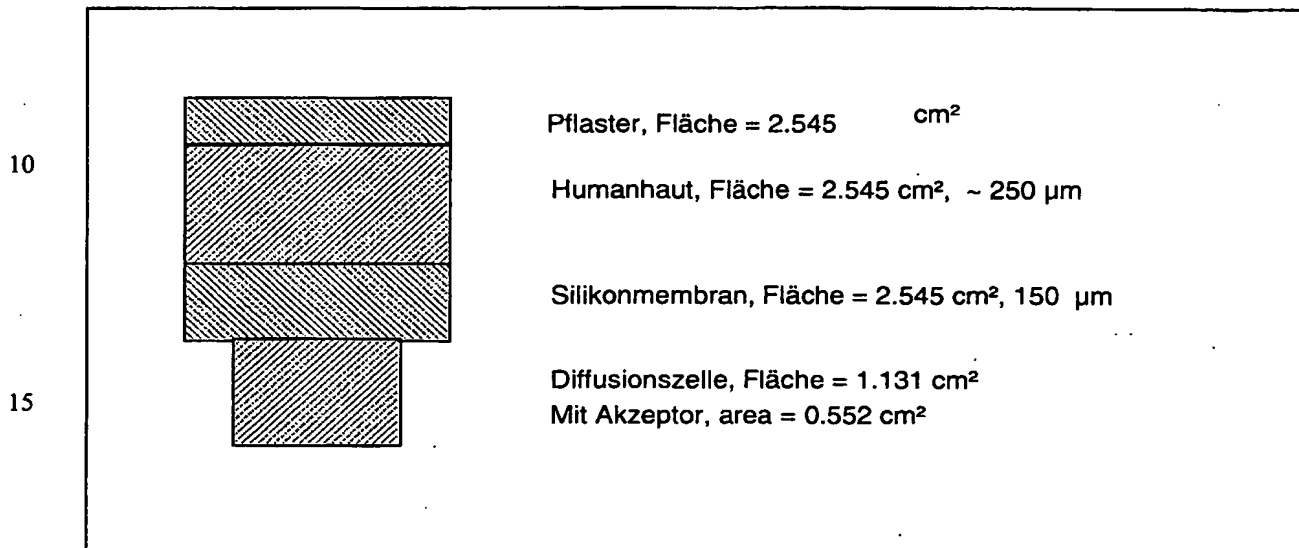 Pflaster, Fläche = 2.545 cm²
10
Humanhaut, Fläche = 2.545 cm², ~ 250 µm
Silikonmembran, Fläche = 2.545 cm², 150 µm
Diffusionszelle, Fläche = 1.131 cm²
15
Mit Akzeptor, area = 0.552 cm²